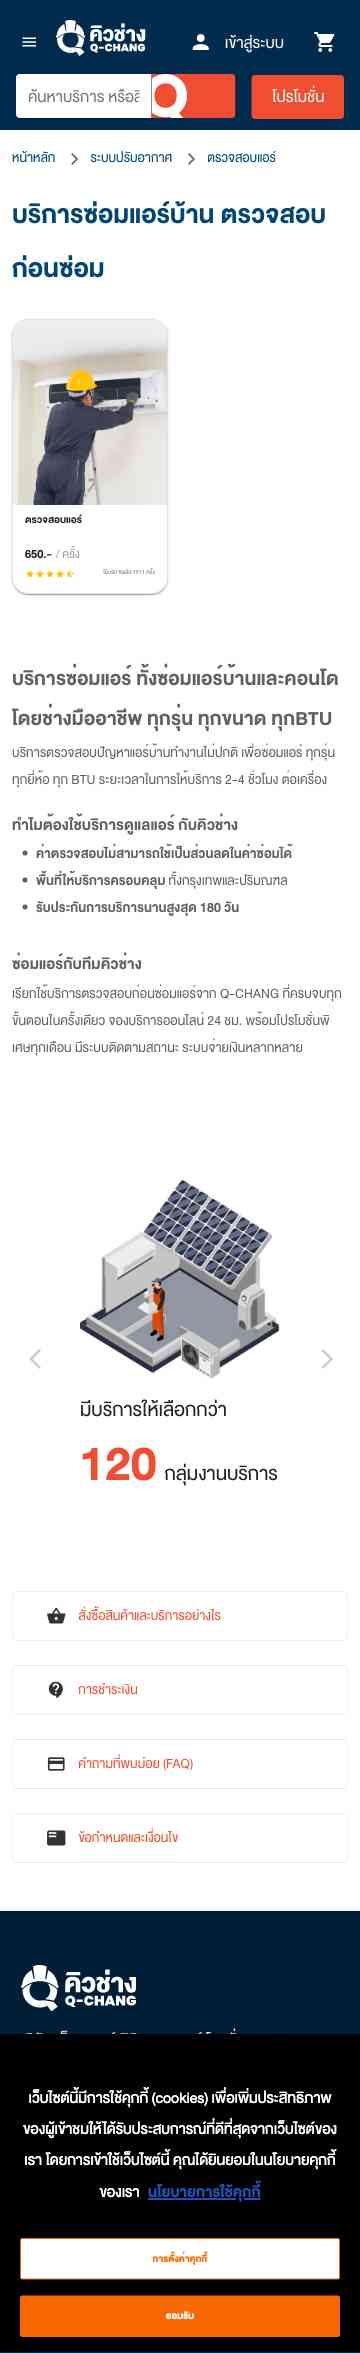 คิวช่าง
Q-CHANG
เข้าสู่ระบบ
ค้นหาบริการ หรือสิ
โปรโมชั่น
หน้าหลัก
ระบบปรับอากาศ
ตรวจสอบแอร์
บริการซ่อมแอร์บ้าน ตรวจสอบ
ก่อนซ่อม
ตรวจสอบแอร์
650.- / ครั้ง
บริการซ่อมแอร์ ทั้งซ่อมแอร์บ้านและคอนโด
โดยช่างมืออาชีพ ทุกรุ่น ทุกขนาด ทุกBTU
บริการตรวจสอบปัญหาแอร์บ้านทำงานไม่ปกติ เพื่อซ่อมแอร์ ทุกรุ่น
ทุกยี่ห้อ ทุก BTU ระยะเวลาในการให้บริการ 2-4 ชั่วโมง ต่อเครื่อง
ทำไมต้องใช้บริการดูแลแอร์ กับคิวช่าง
ค่าตรวจสอบไม่สามารถใช้เป็นส่วนลดในค่าซ่อมได้
พื้นที่ให้บริการครอบคลุม ทั้งกรุงเทพและปริมณฑล
รับประกันการบริการนานสูงสุด 180 วัน
ซ่อมแอร์กับทีมคิวช่าง
เรียกใช้บริการตรวจสอบก่อนซ่อมแอร์จาก Q-CHANG ที่ครบจบทุก
ขั้นตอนในครั้งเดียว จองบริการออนไลน์ 24 ชม. พร้อมโปรโมชั่นพิ
เศษทุกเดือน มีระบบติดตามสถานะ ระบบจ่ายเงินหลากหลาย
มีบริการให้เลือกกว่า
120 กลุ่มงานบริการ
สั่งซื้อสินค้าและบริการอย่างไร
การชำระเงิน
คำถามที่พบบ่อย (FAQ)
ข้อกำหนดและเงื่อนไข
คิวช่าง
Q-CHANG
เว็บไซต์นี้มีการใช้คุกกี้ (cookies) เพื่อเพิ่มประสิทธิภาพ
ของผู้เข้าชมให้ได้รับประสบการณ์ที่ดีที่สุดจากเว็บไซต์ของ
เรา โดยการเข้าใช้เว็บไซต์นี้ คุณได้ยินยอมในนโยบายคุกกี้
ของเรา นโยบายการใช้คุกกี้
การตั้งค่าคุกกี้
ยอมรับ